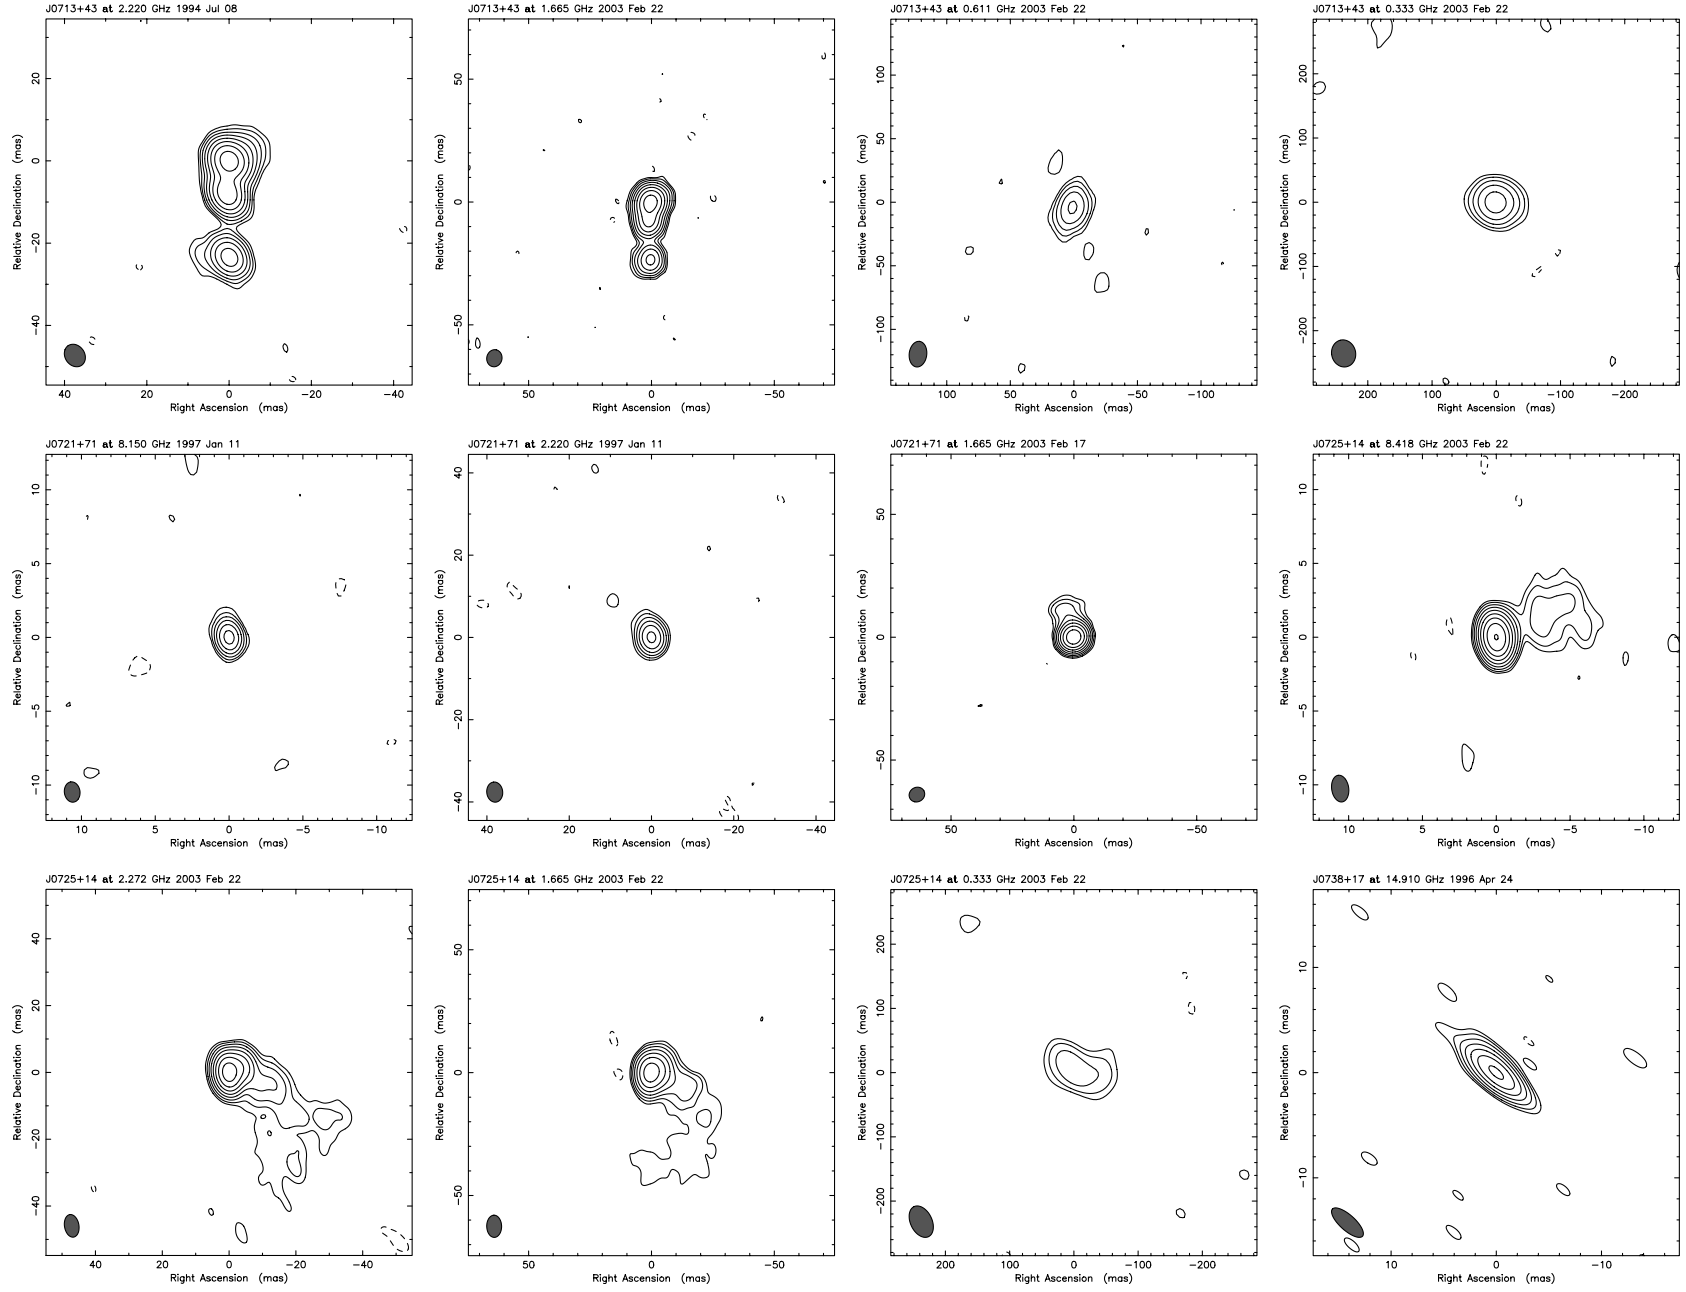 J0713+43 at 2.220 GHz 1994 Jul 08
Relative Declination (mas)
20
0
−20
−40
40 20 0 −20 −40
Right Ascension (mas)
J0713+43 at 1.665 GHz 2003 Feb 22
Relative Declination (mas)
50
0
−50
50 0 −50
Right Ascension (mas)
J0713+43 at 0.611 GHz 2003 Feb 22
Relative Declination (mas)
100
50
0
−50
−100
100 50 0 −50 −100
Right Ascension (mas)
J0713+43 at 0.333 GHz 2003 Feb 22
Relative Declination (mas)
200
100
0
−100
−200
200 100 0 −100 −200
Right Ascension (mas)
J0721+71 at 8.150 GHz 1997 Jan 11
Relative Declination (mas)
10
5
0
−5
−10
10 5 0 −5 −10
Right Ascension (mas)
J0721+71 at 2.220 GHz 1997 Jan 11
Relative Declination (mas)
40
20
0
−20
−40
40 20 0 −20 −40
Right Ascension (mas)
J0721+71 at 1.665 GHz 2003 Feb 17
Relative Declination (mas)
50
0
−50
50 0 −50
Right Ascension (mas)
J0725+14 at 8.418 GHz 2003 Feb 22
Relative Declination (mas)
10
5
0
−5
−10
10 5 0 −5 −10
Right Ascension (mas)
J0725+14 at 2.272 GHz 2003 Feb 22
Relative Declination (mas)
40
20
0
−20
−40
40 20 0 −20 −40
Right Ascension (mas)
J0725+14 at 1.665 GHz 2003 Feb 22
Relative Declination (mas)
50
0
−50
50 0 −50
Right Ascension (mas)
J0725+14 at 0.333 GHz 2003 Feb 22
Relative Declination (mas)
200
100
0
−100
−200
200 100 0 −100 −200
Right Ascension (mas)
J0738+17 at 14.910 GHz 1996 Apr 24
Relative Declination (mas)
10
0
−10
10 0 −10
Right Ascension (mas)